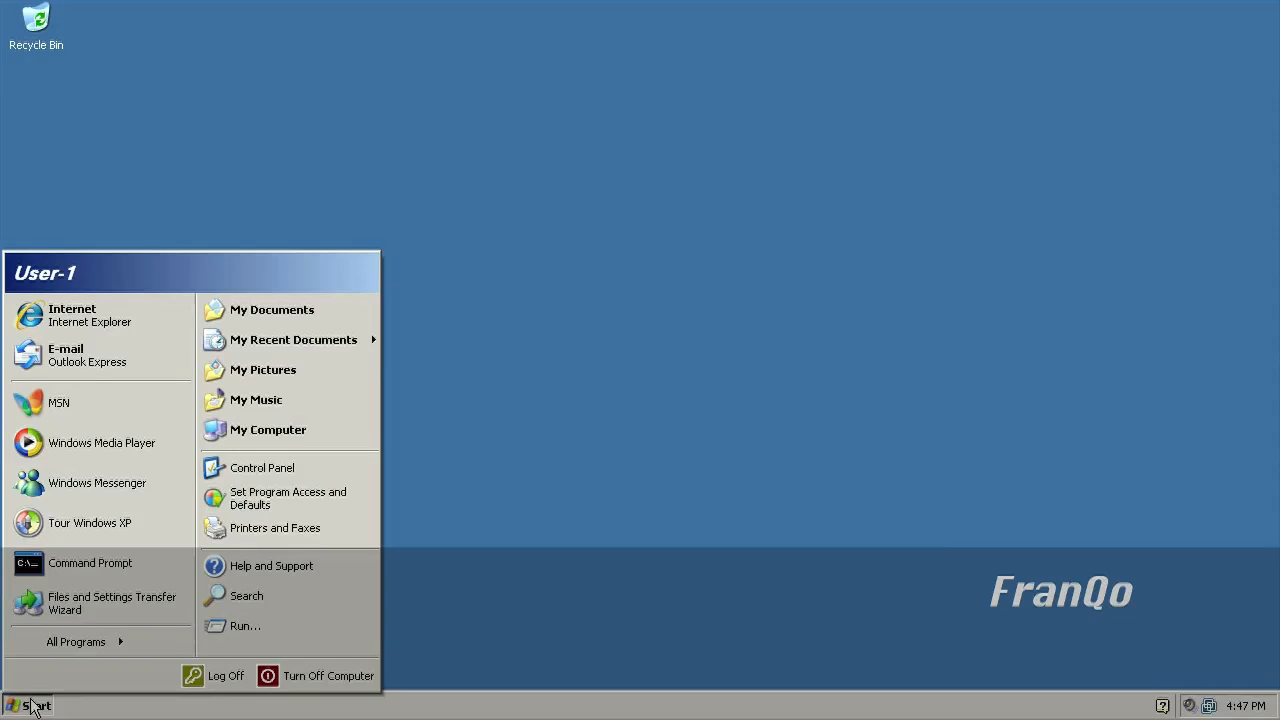 Recycle Bin
User-1
Internet
Internet Explorer
E-mail
Outlook Express
MSN
Windows Media Player
Windows Messenger
Tour Windows XP
Command Prompt
Files and Settings Transfer
Wizard
All Programs
My Documents
My Recent Documents
My Pictures
My Music
My Computer
Control Panel
Set Program Access and
Defaults
Printers and Faxes
Help and Support
Search
Run...
Log Off
Turn Off Computer
FranQo
Start
4:47 PM